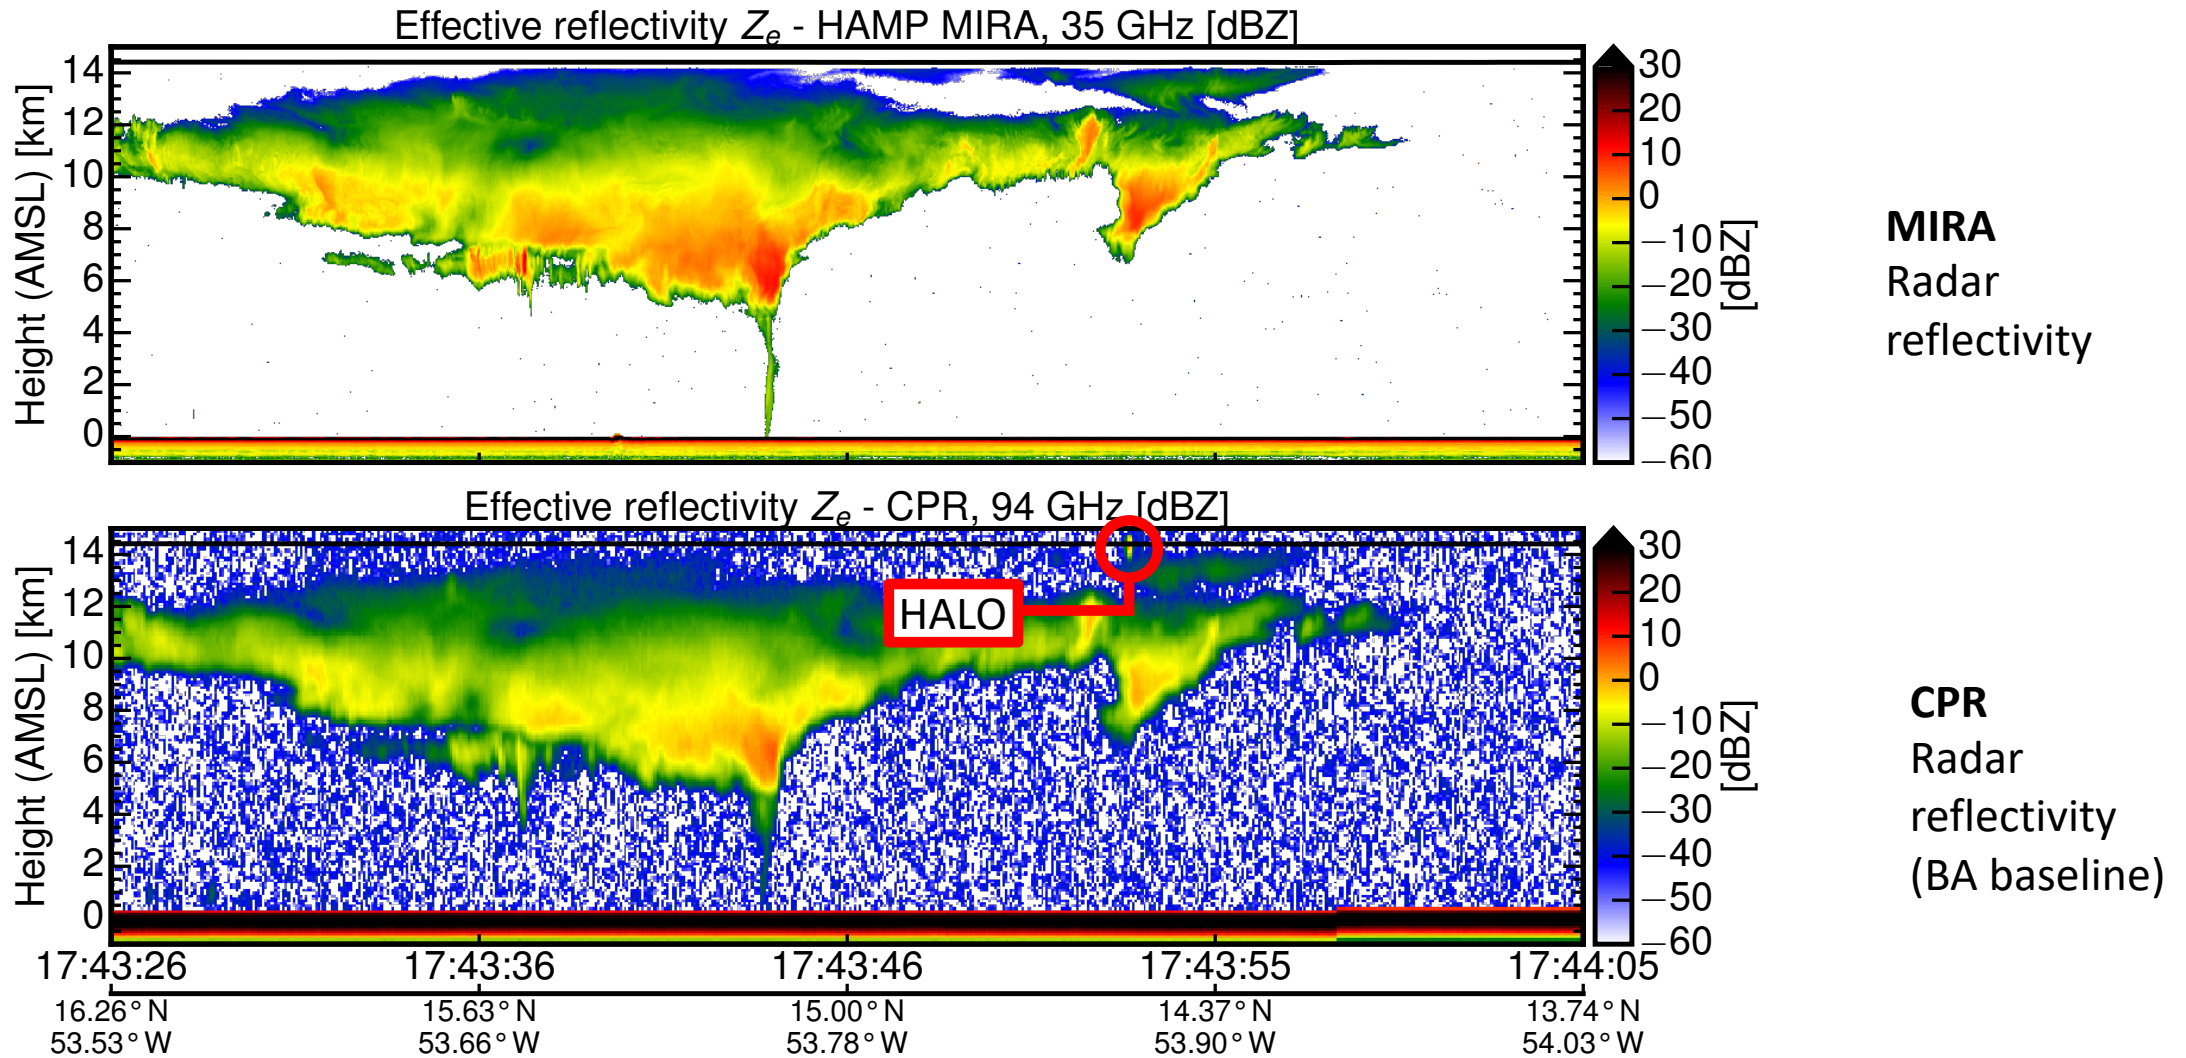 Effective reflectivity Ze - HAMP MIRA, 35 GHz [dBZ]
Height (AMSL) [km]
14
12
10
8
6
4
2
0
30
20
10
0
−10
−20
−30
−40
−50
−60
[dBZ]
MIRA
Radar
reflectivity
Effective reflectivity Ze - CPR, 94 GHz [dBZ]
Height (AMSL) [km]
14
12
10
8
6
4
2
0
HALO
30
20
10
0
−10
−20
−30
−40
−50
−60
[dBZ]
CPR
Radar
reflectivity
(BA baseline)
17:43:26 17:43:36 17:43:46 17:43:55 17:44:05
16.26°N 15.63°N 15.00°N 14.37°N 13.74°N
53.53°W 53.66°W 53.78°W 53.90°W 54.03°W